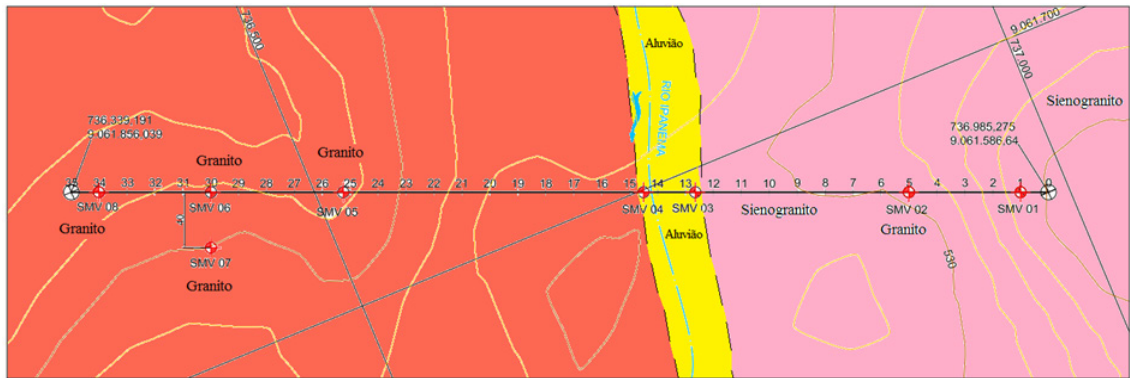 736.500
Aluvião
9.061.700
737.000
Sienogranito
RIO IPANEMA
736.339.191
9.061.856,039
736.985,275
9.061.586,64
Granito
Granito
35 34 33 32 31 30 29 28 27 26 25 24 23 22 21 20 19 18 17 16 15 14 13 12 11 10 9 8 7 6 5 4 3 2 1 0
SMV 08
SMV 06
SMV 05
SMV 04
SMV 03
Sienogranito
SMV 02
SMV 01
Granito
Granito
Aluvião
SMV 07
530
Granito